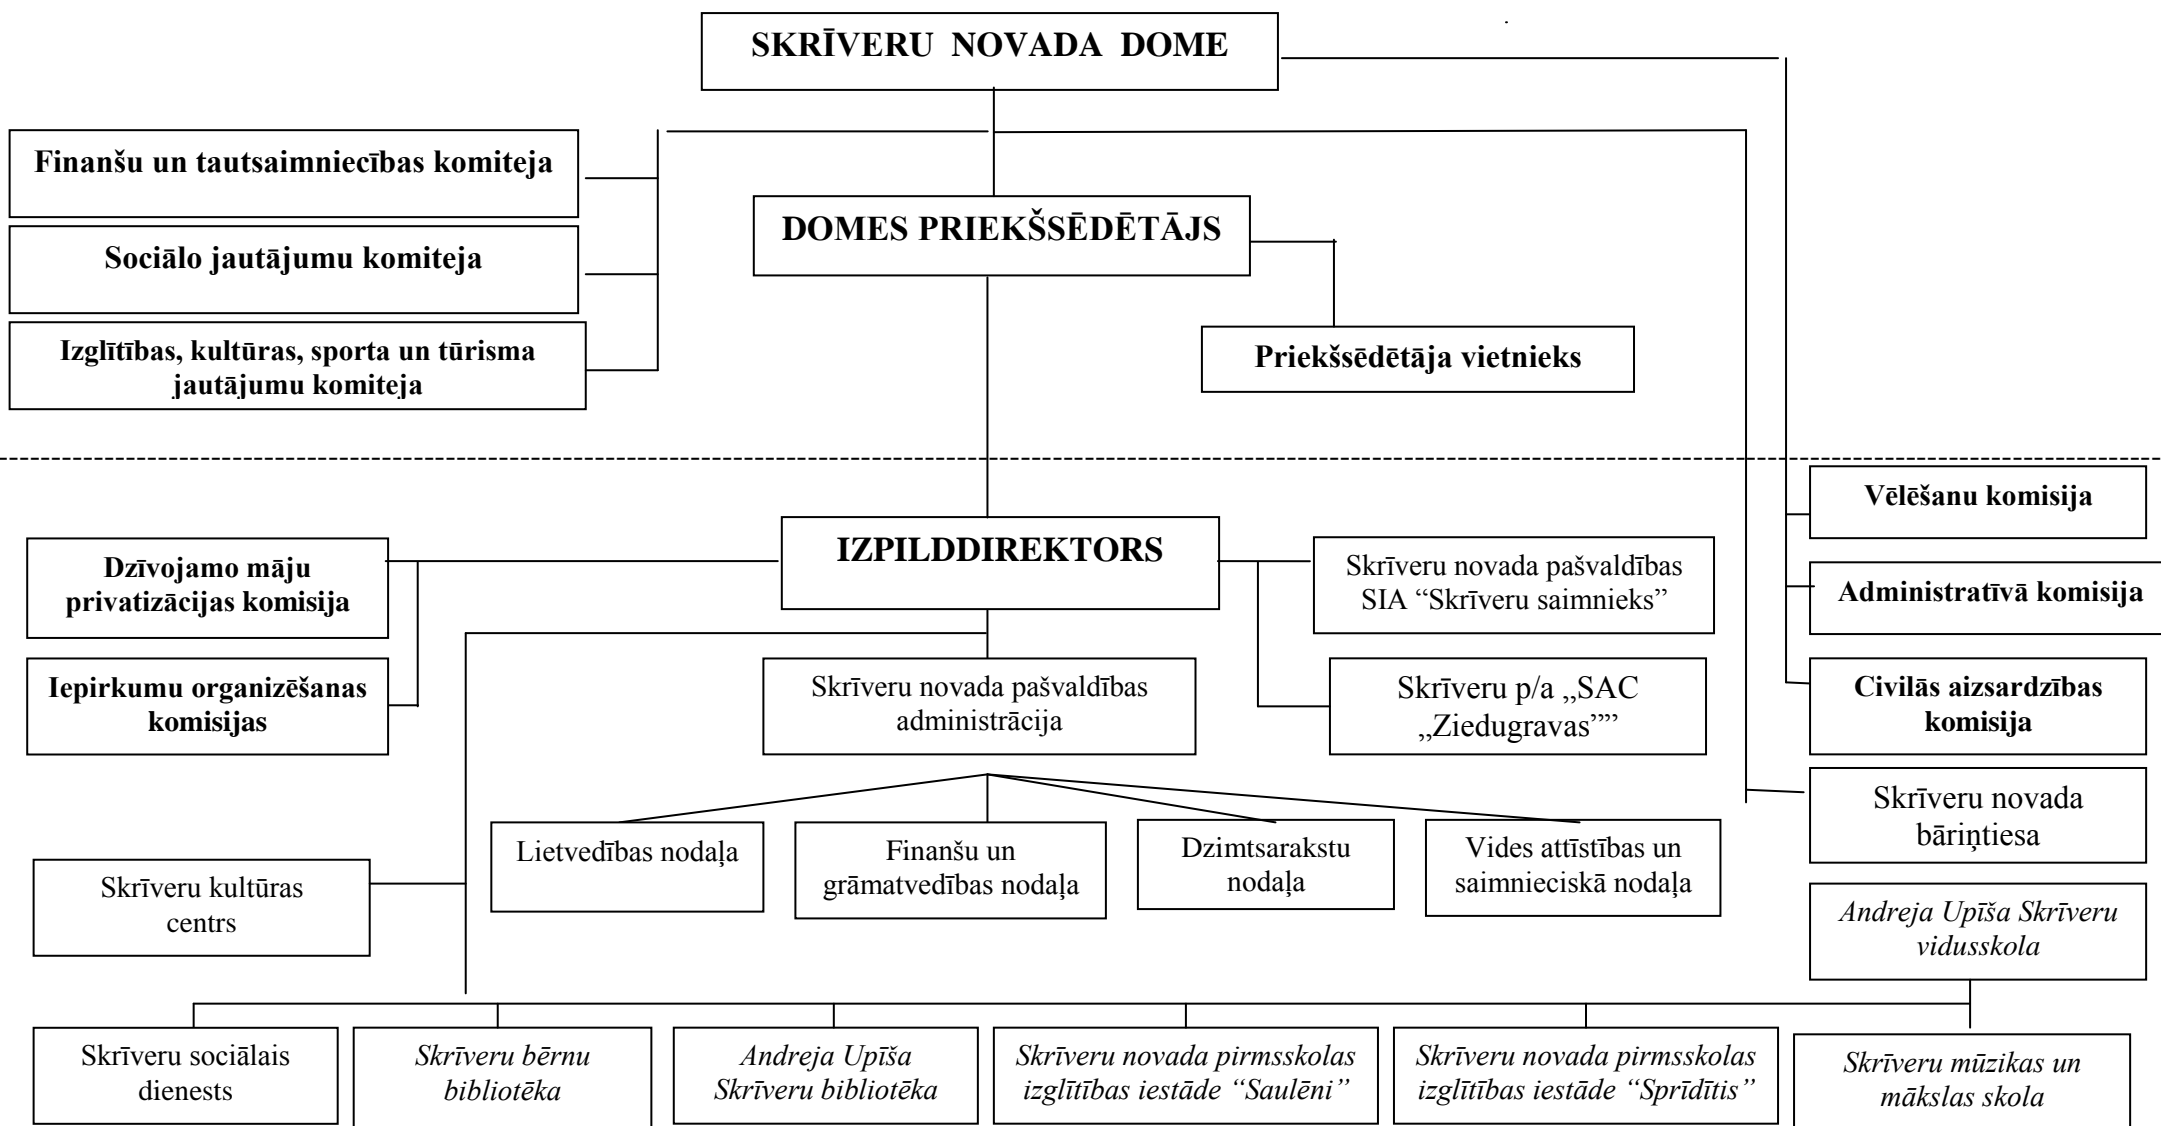 SKRĪVERU NOVADA DOME
Finanšu un tautsaimniecības komiteja
DOMES PRIEKŠSĒDĒTĀJS
Sociālo jautājumu komiteja
Izglītības, kultūras, sporta un tūrisma
jautājumu komiteja
Priekšsēdētāja vietnieks
Vēlēšanu komisija
IZPILDDIREKTORS
Dzīvojamo māju
privatizācijas komisija
Skrīveru novada pašvaldības
SIA “Skrīveru saimnieks”
Administratīvā komisija
Iepirkumu organizēšanas
komisijas
Skrīveru novada pašvaldības
administrācija
Skrīveru p/a „SAC
„Ziedugravas””
Civilās aizsardzības
komisija
Skrīveru novada
bāriņtiesa
Lietvedības nodaļa
Finanšu un
grāmatvedības nodaļa
Dzimtsarakstu
nodaļa
Vides attīstības un
saimnieciskā nodaļa
Skrīveru kultūras
centrs
Andreja Upīša Skrīveru
vidusskola
Skrīveru sociālais
dienests
Skrīveru bērnu
bibliotēka
Andreja Upīša
Skrīveru bibliotēka
Skrīveru novada pirmsskolas
izglītības iestāde “Saulēni”
Skrīveru novada pirmsskolas
izglītības iestāde “Sprīdītis”
Skrīveru mūzikas un
mākslas skola